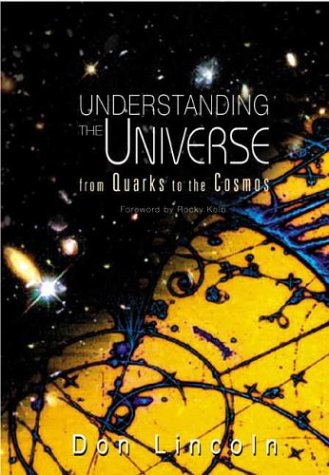 UNDERSTANDING
THE UNIVERSE
from Quarks to the Cosmos
Foreword by Rocky Kolb
Don Lincoln